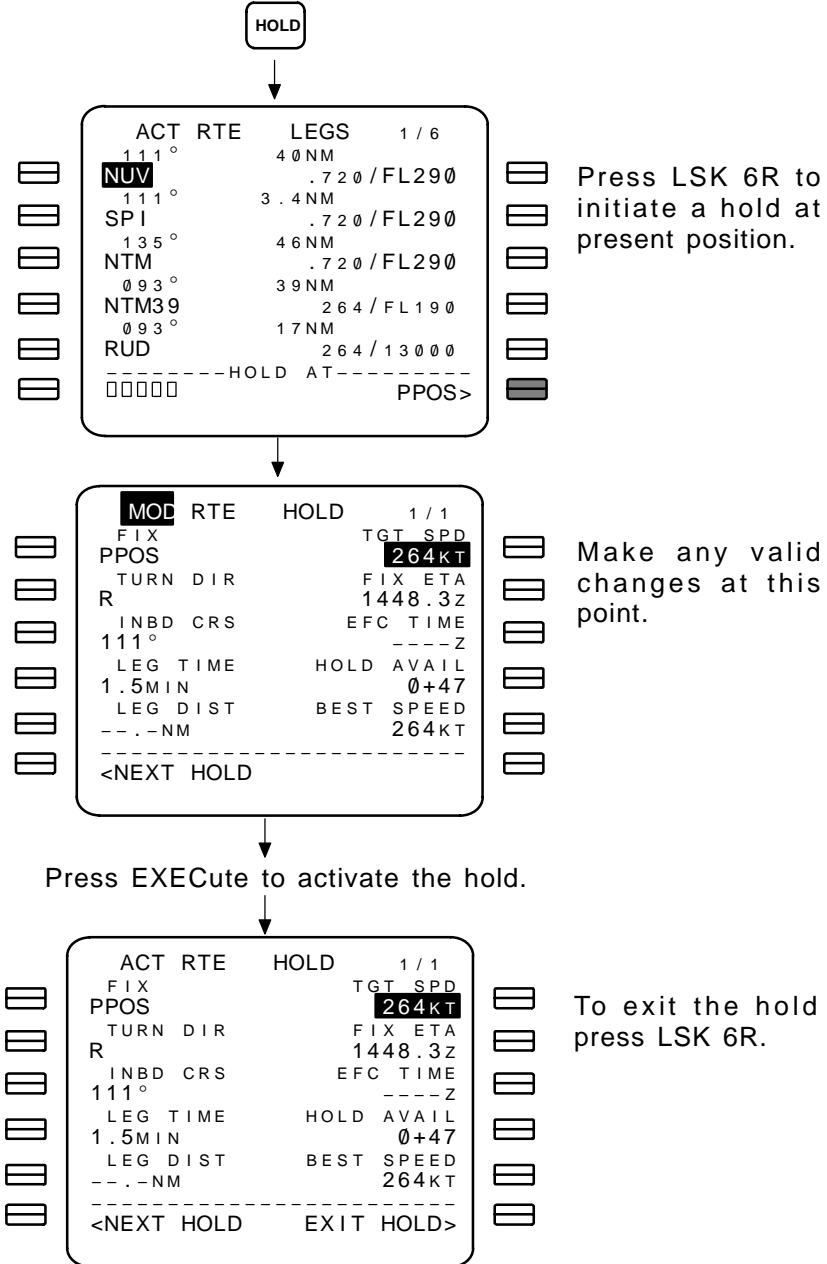 HOLD
ACT RTE LEGS 1/6
111° 40NM
NUV .720/FL290
111° 3.4NM
SPI .720/FL290
135° 46NM
NTM .720/FL290
093° 39NM
NTM39 264/FL190
093° 17NM
RUD 264/13000
--------HOLD AT---------
□□□□□ PPOS>
Press LSK 6R to
initiate a hold at
present position.
MOD RTE HOLD 1/1
FIX TGT SPD
PPOS 264KT
TURN DIR FIX ETA
R 1448.3Z
INBD CRS EFC TIME
111° ----Z
LEG TIME HOLD AVAIL
1.5MIN 0+47
LEG DIST BEST SPEED
--.-NM 264KT
------------------------
<NEXT HOLD
Make any valid
changes at this
point.
Press EXECute to activate the hold.
ACT RTE HOLD 1/1
FIX TGT SPD
PPOS 264KT
TURN DIR FIX ETA
R 1448.3Z
INBD CRS EFC TIME
111° ----Z
LEG TIME HOLD AVAIL
1.5MIN 0+47
LEG DIST BEST SPEED
--.-NM 264KT
------------------------
<NEXT HOLD EXIT HOLD>
To exit the hold
press LSK 6R.